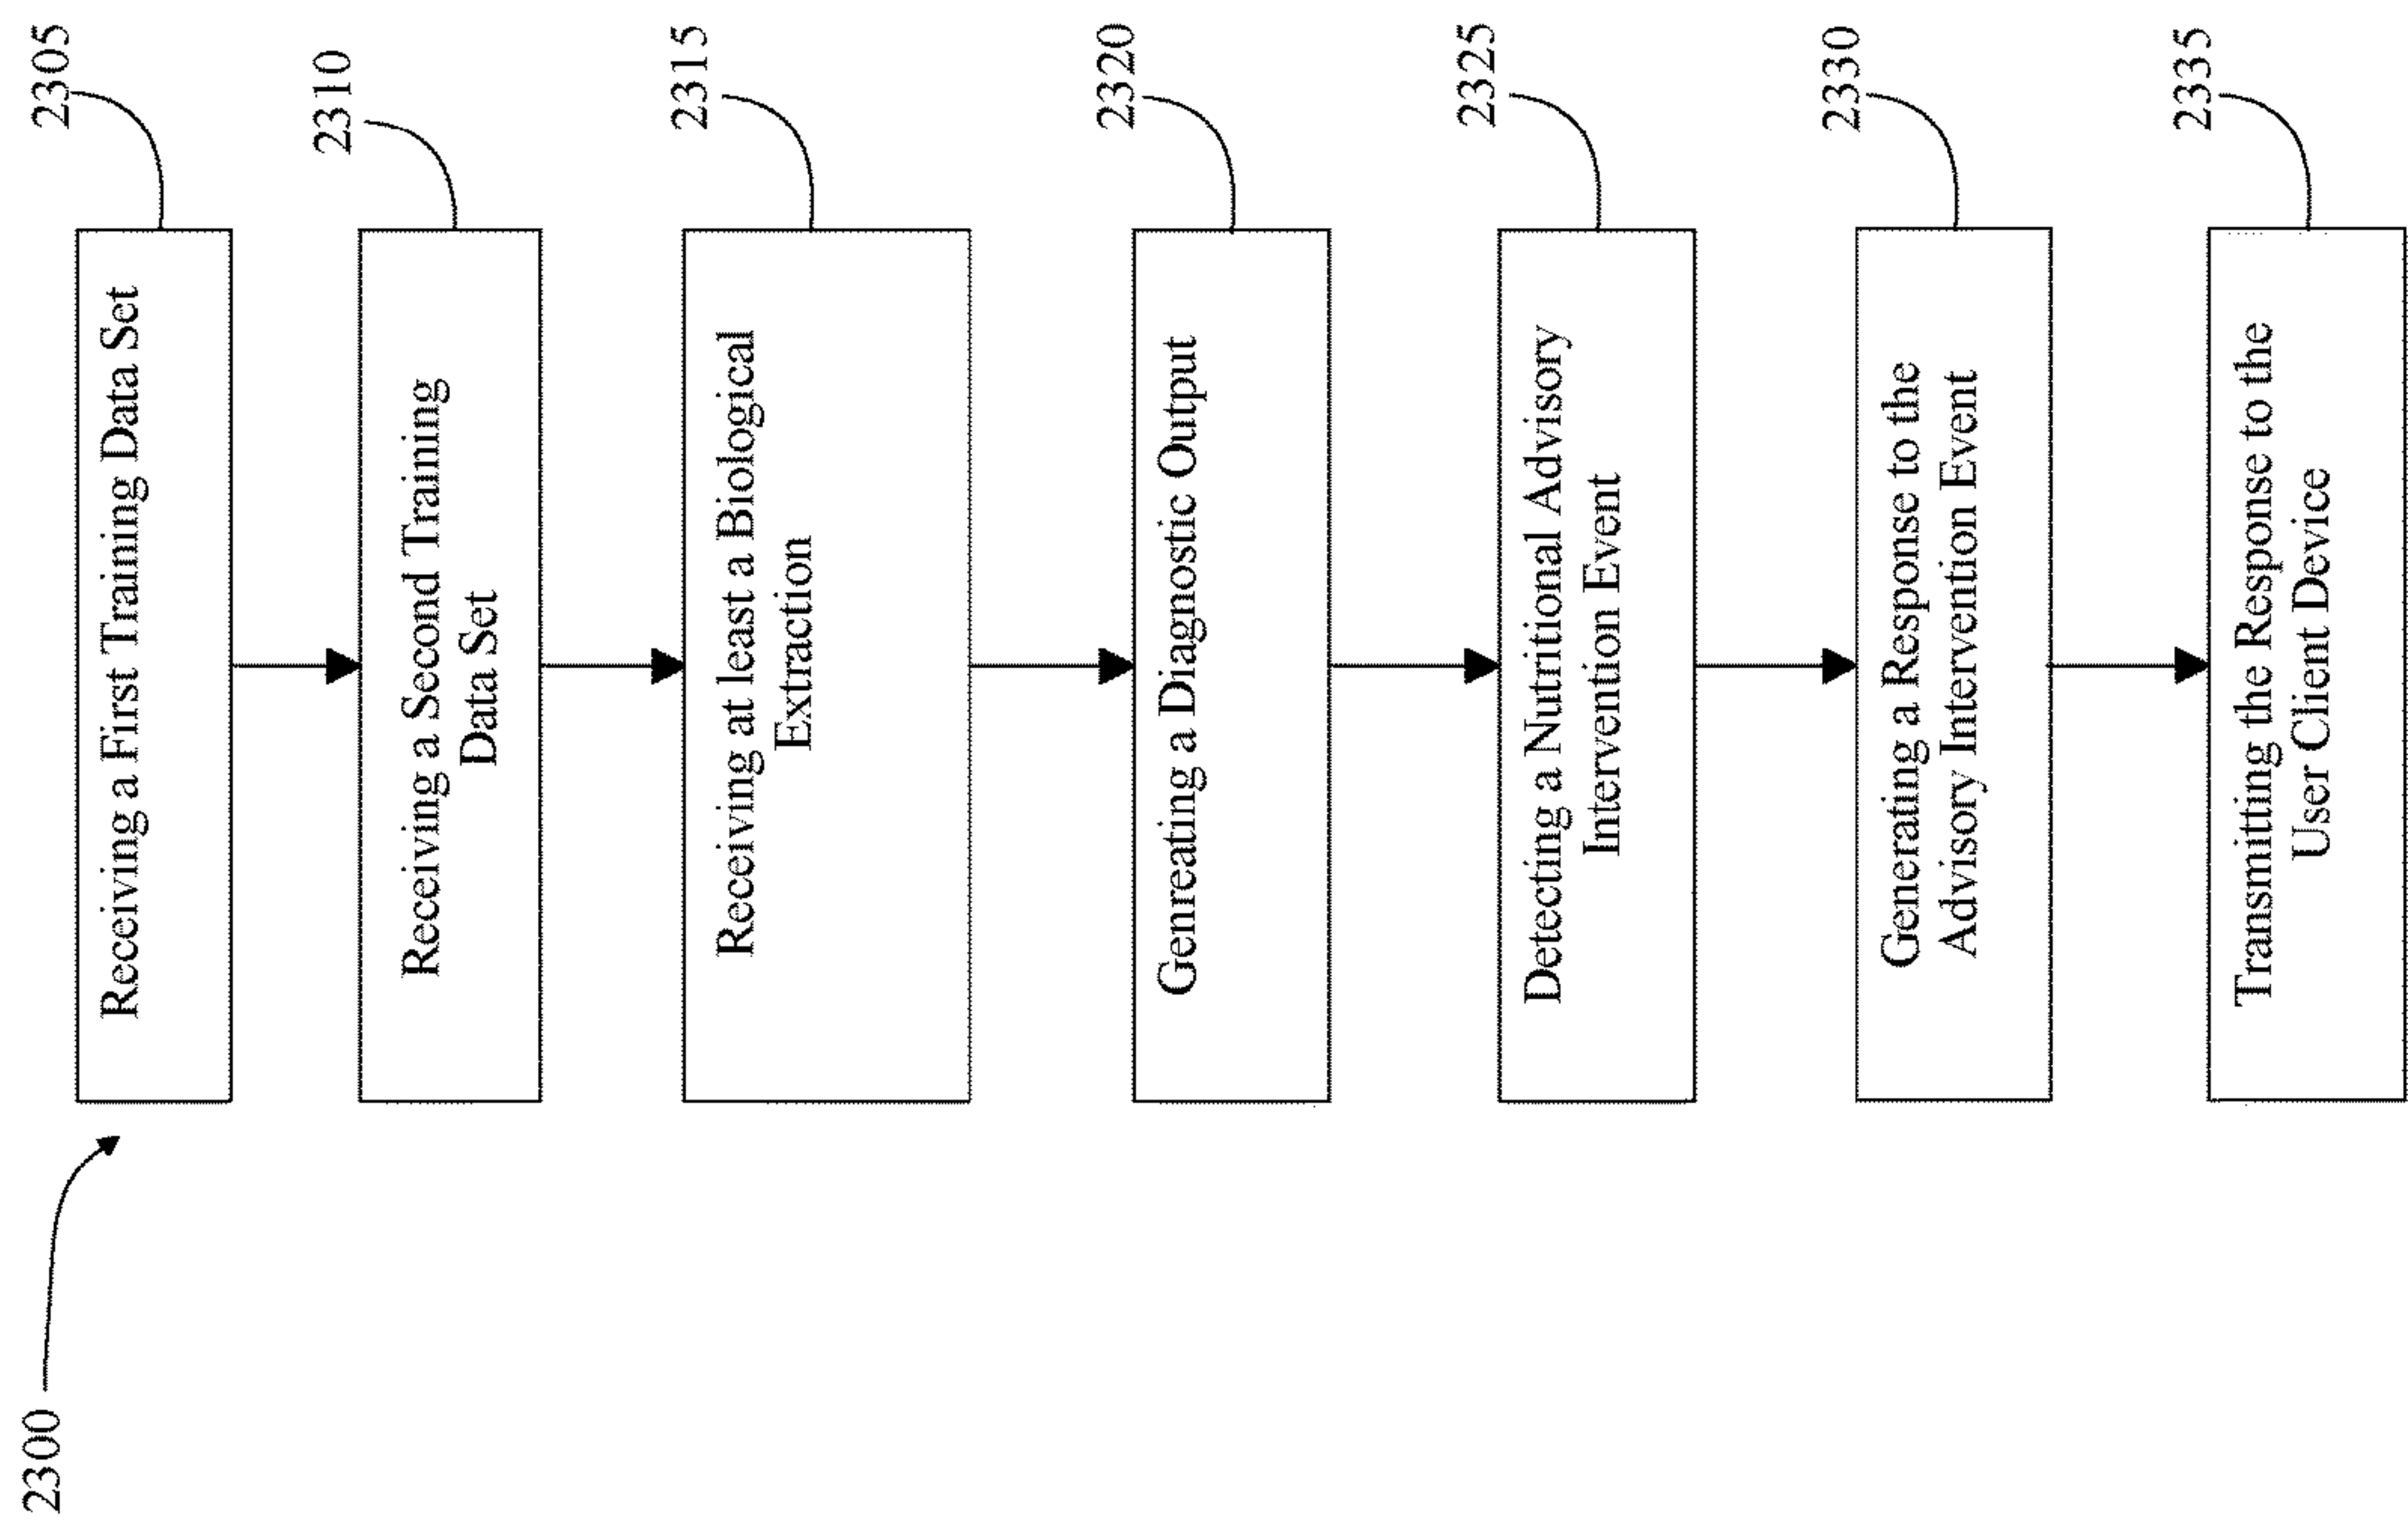 2300
2305
Receiving a First Training Data Set
2310
Receiving a Second Training
Data Set
2315
Receiving at least a Biological
Extraction
2320
Genreating a Diagnostic Output
2325
Detecting a Nutritional Advisory
Intervention Event
2330
Generating a Response to the
Advisory Intervention Event
2335
Transmitting the Response to the
User Client Device